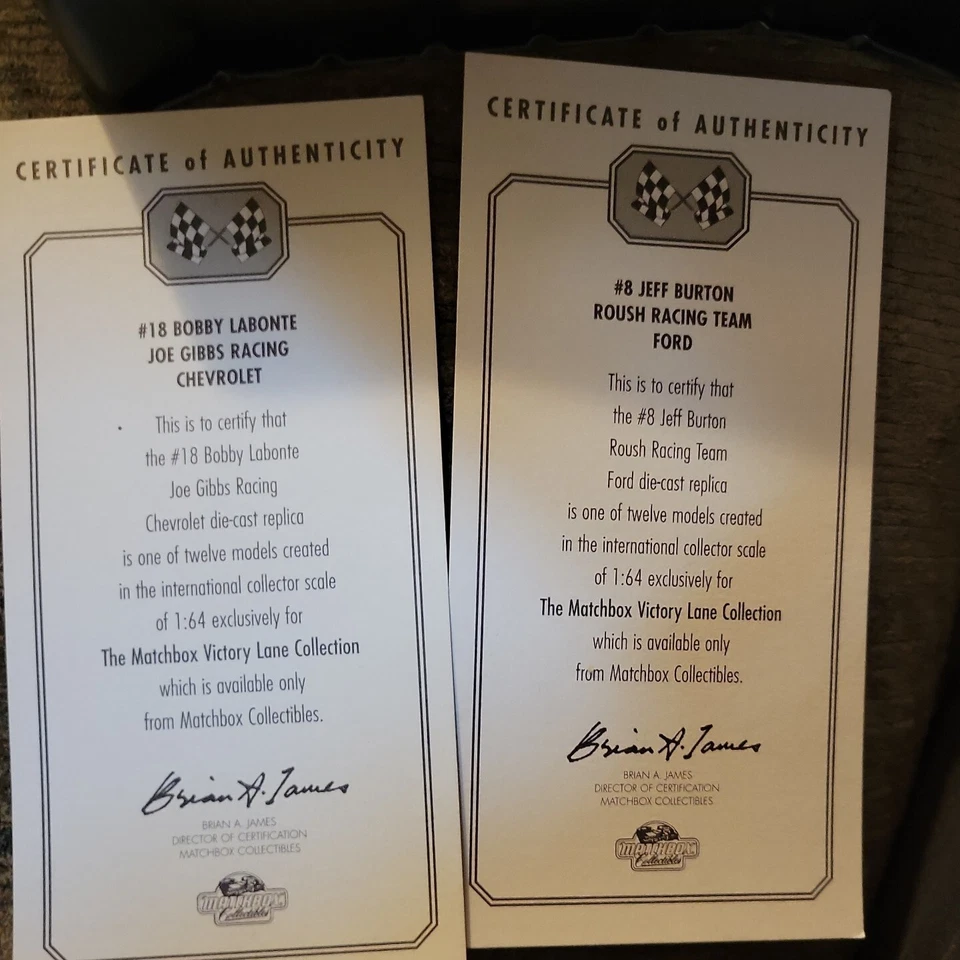 CERTIFICATE of AUTHENTICITY
#18 BOBBY LABONTE
JOE GIBBS RACING
CHEVROLET
This is to certify that
the #18 Bobby Labonte
Joe Gibbs Racing
Chevrolet die-cast replica
is one of twelve models created
in the international collector scale
of 1:64 exclusively for
The Matchbox Victory Lane Collection
which is available only
from Matchbox Collectibles.
Brian A. James
BRIAN A. JAMES
DIRECTOR OF CERTIFICATION
MATCHBOX COLLECTIBLES
MATCHBOX
Collectibles
CERTIFICATE of AUTHENTICITY
#8 JEFF BURTON
ROUSH RACING TEAM
FORD
This is to certify that
the #8 Jeff Burton
Roush Racing Team
Ford die-cast replica
is one of twelve models created
in the international collector scale
of 1:64 exclusively for
The Matchbox Victory Lane Collection
which is available only
from Matchbox Collectibles.
Brian A. James
BRIAN A. JAMES
DIRECTOR OF CERTIFICATION
MATCHBOX COLLECTIBLES
MATCHBOX
Collectibles